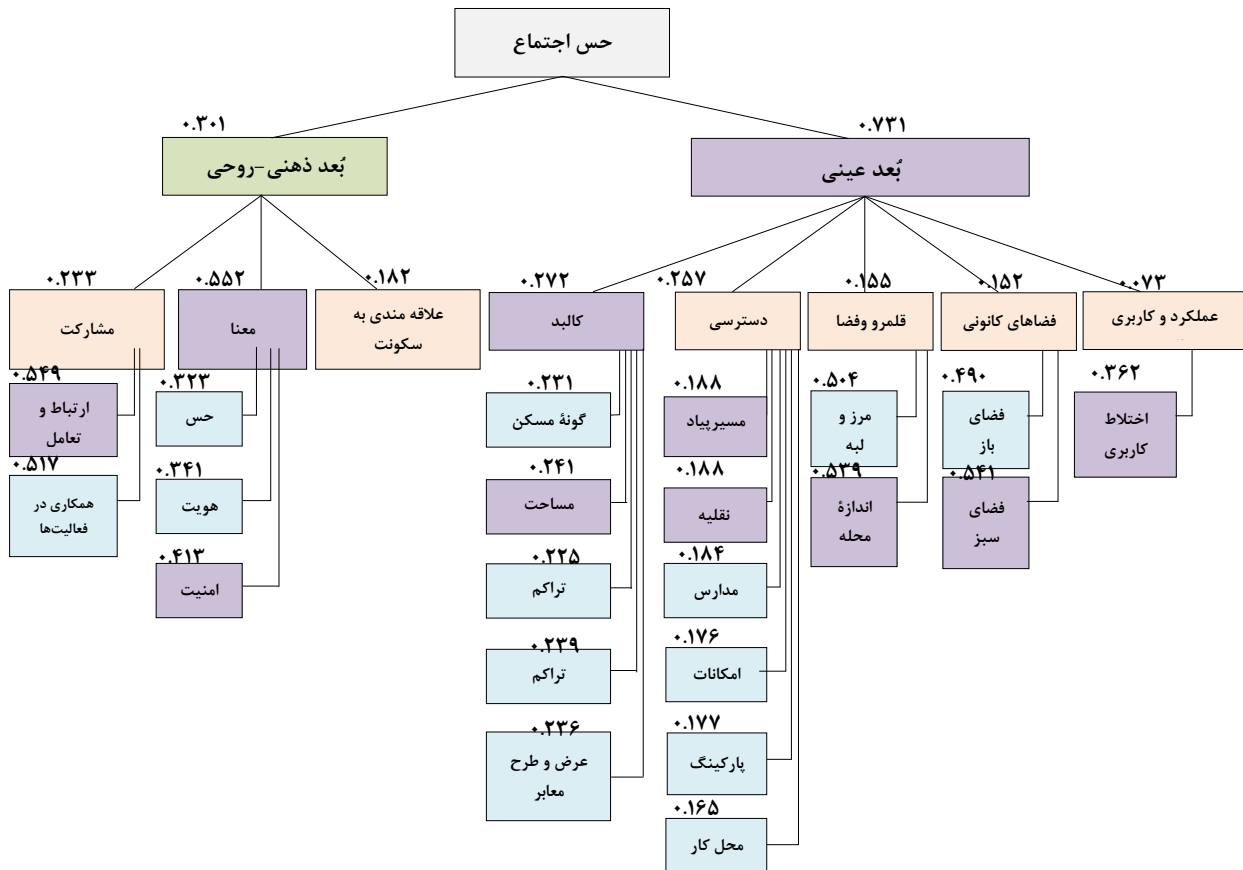 حس اجتماع
۰.۷۳۱
بُعد عینی
۰.۳۰۱
بُعد ذهنی-روحی
۰.۰۷۳
عملکرد و کاربری
۰.۱۵۲
فضاهای کانونی
۰.۱۵۵
قلمرو وفضا
۰.۲۵۷
دسترسی
۰.۲۷۲
کالبد
۰.۱۸۲
علاقه مندی به
سکونت
۰.۵۵۲
معنا
۰.۲۳۳
مشارکت
۰.۳۶۲
اختلاط
کاربری
۰.۴۹۰
فضای
باز
۰.۵۴۱
فضای
سبز
۰.۵۰۴
مرز و
لبه
۰.۵۳۹
اندازۀ
محله
۰.۱۸۸
مسیرپیاد
۰.۱۸۸
نقلیه
۰.۱۸۴
مدارس
۰.۱۷۶
امکانات
۰.۱۷۷
پارکینگ
۰.۱۶۵
محل کار
۰.۲۳۱
گونۀ مسکن
۰.۲۴۱
مساحت
۰.۲۲۵
تراکم
۰.۲۳۹
تراکم
۰.۲۳۶
عرض و طرح
معابر
۰.۳۲۳
حس
۰.۳۴۱
هویت
۰.۴۱۳
امنیت
۰.۵۴۹
ارتباط و
تعامل
۰.۵۱۷
همکاری در
فعالیت‌ها